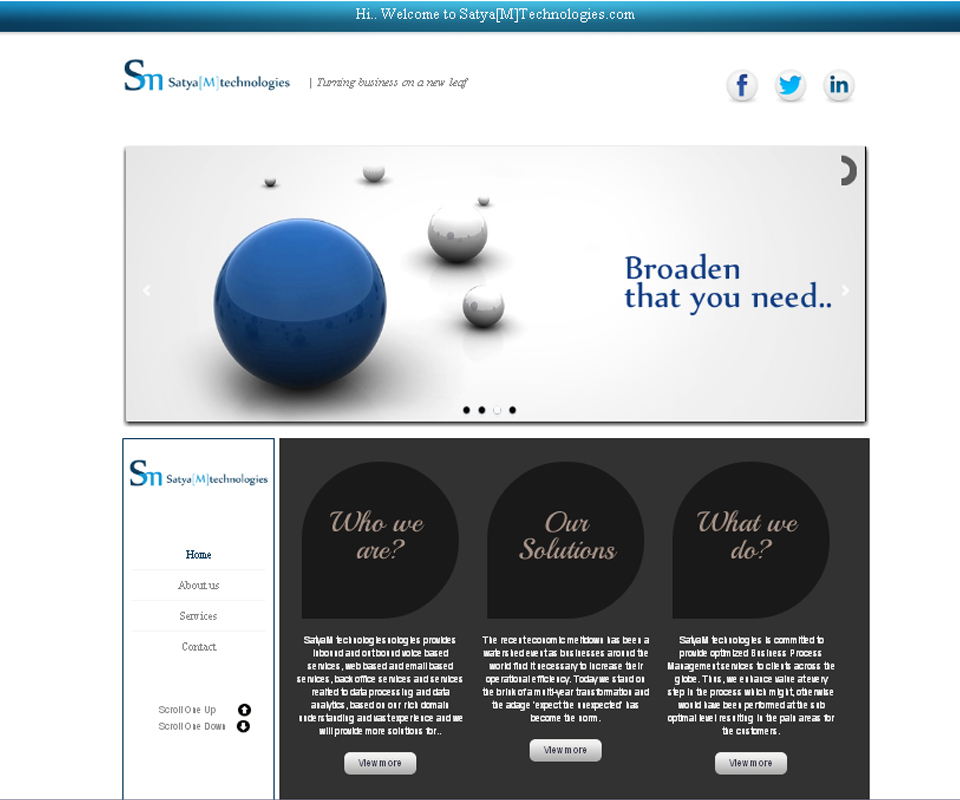 Hi.. Welcome to Satya[M]Technologies.com
Sm Satya[M]technologies | Turning business on a new leaf
Broaden
that you need..
Sm Satya[M]technologies
Home
About us
Services
Contact
Scroll One Up
Scroll One Down
Who we
are?
SatyaM technologiesnologies provides
inbound and outbound voice based
services, web based and email based
services, back office services and services
realted to data processing and data
analytics, based on our rich domain
understanding and vast experience and we
will provide more solutions for..
View more
Our
Solutions
The recent economic meltdown has been a
watershed event as businesses around the
world find it necessary to increase their
operational efficiency. Today we stand on
the brink of a multi-year transformation and
the adage 'expect the unexpected' has
become the norm.
View more
What we
do?
SatyaM technologies is committed to
provide optimized Business Process
Management services to clients across the
globe. Thus, we enhance value at every
step in the process which might, otherwise
would have been performed at the sub
optimal level resulting in the pain areas for
the customers.
View more